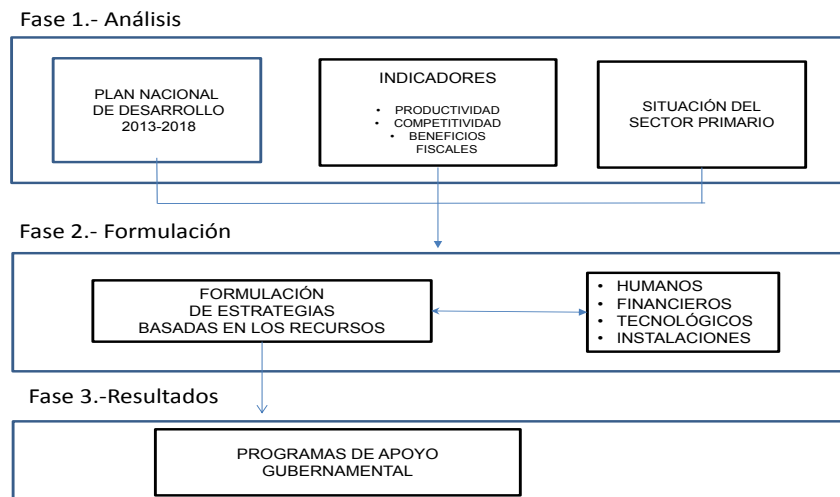 Fase 1.- Análisis
PLAN NACIONAL
DE DESARROLLO
2013-2018
INDICADORES
• PRODUCTIVIDAD
• COMPETITIVIDAD
• BENEFICIOS
FISCALES
SITUACIÓN DEL
SECTOR PRIMARIO
Fase 2.- Formulación
FORMULACIÓN
DE ESTRATEGIAS
BASADAS EN LOS RECURSOS
• HUMANOS
• FINANCIEROS
• TECNOLÓGICOS
• INSTALACIONES
Fase 3.-Resultados
PROGRAMAS DE APOYO
GUBERNAMENTAL